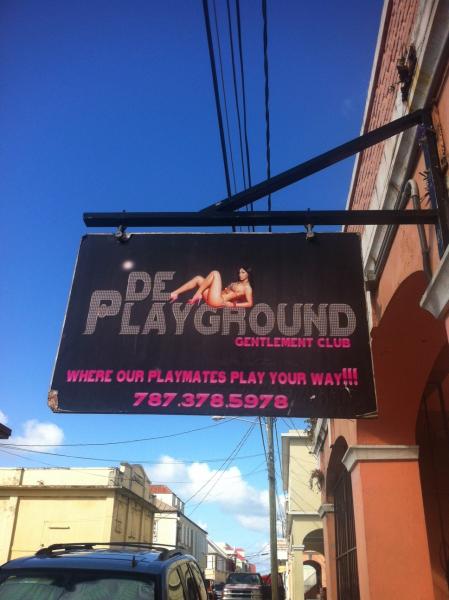 DE
PLAYGROUND
GENTLEMENT CLUB
WHERE OUR PLAYMATES PLAY YOUR WAY!!!
787.378.5978